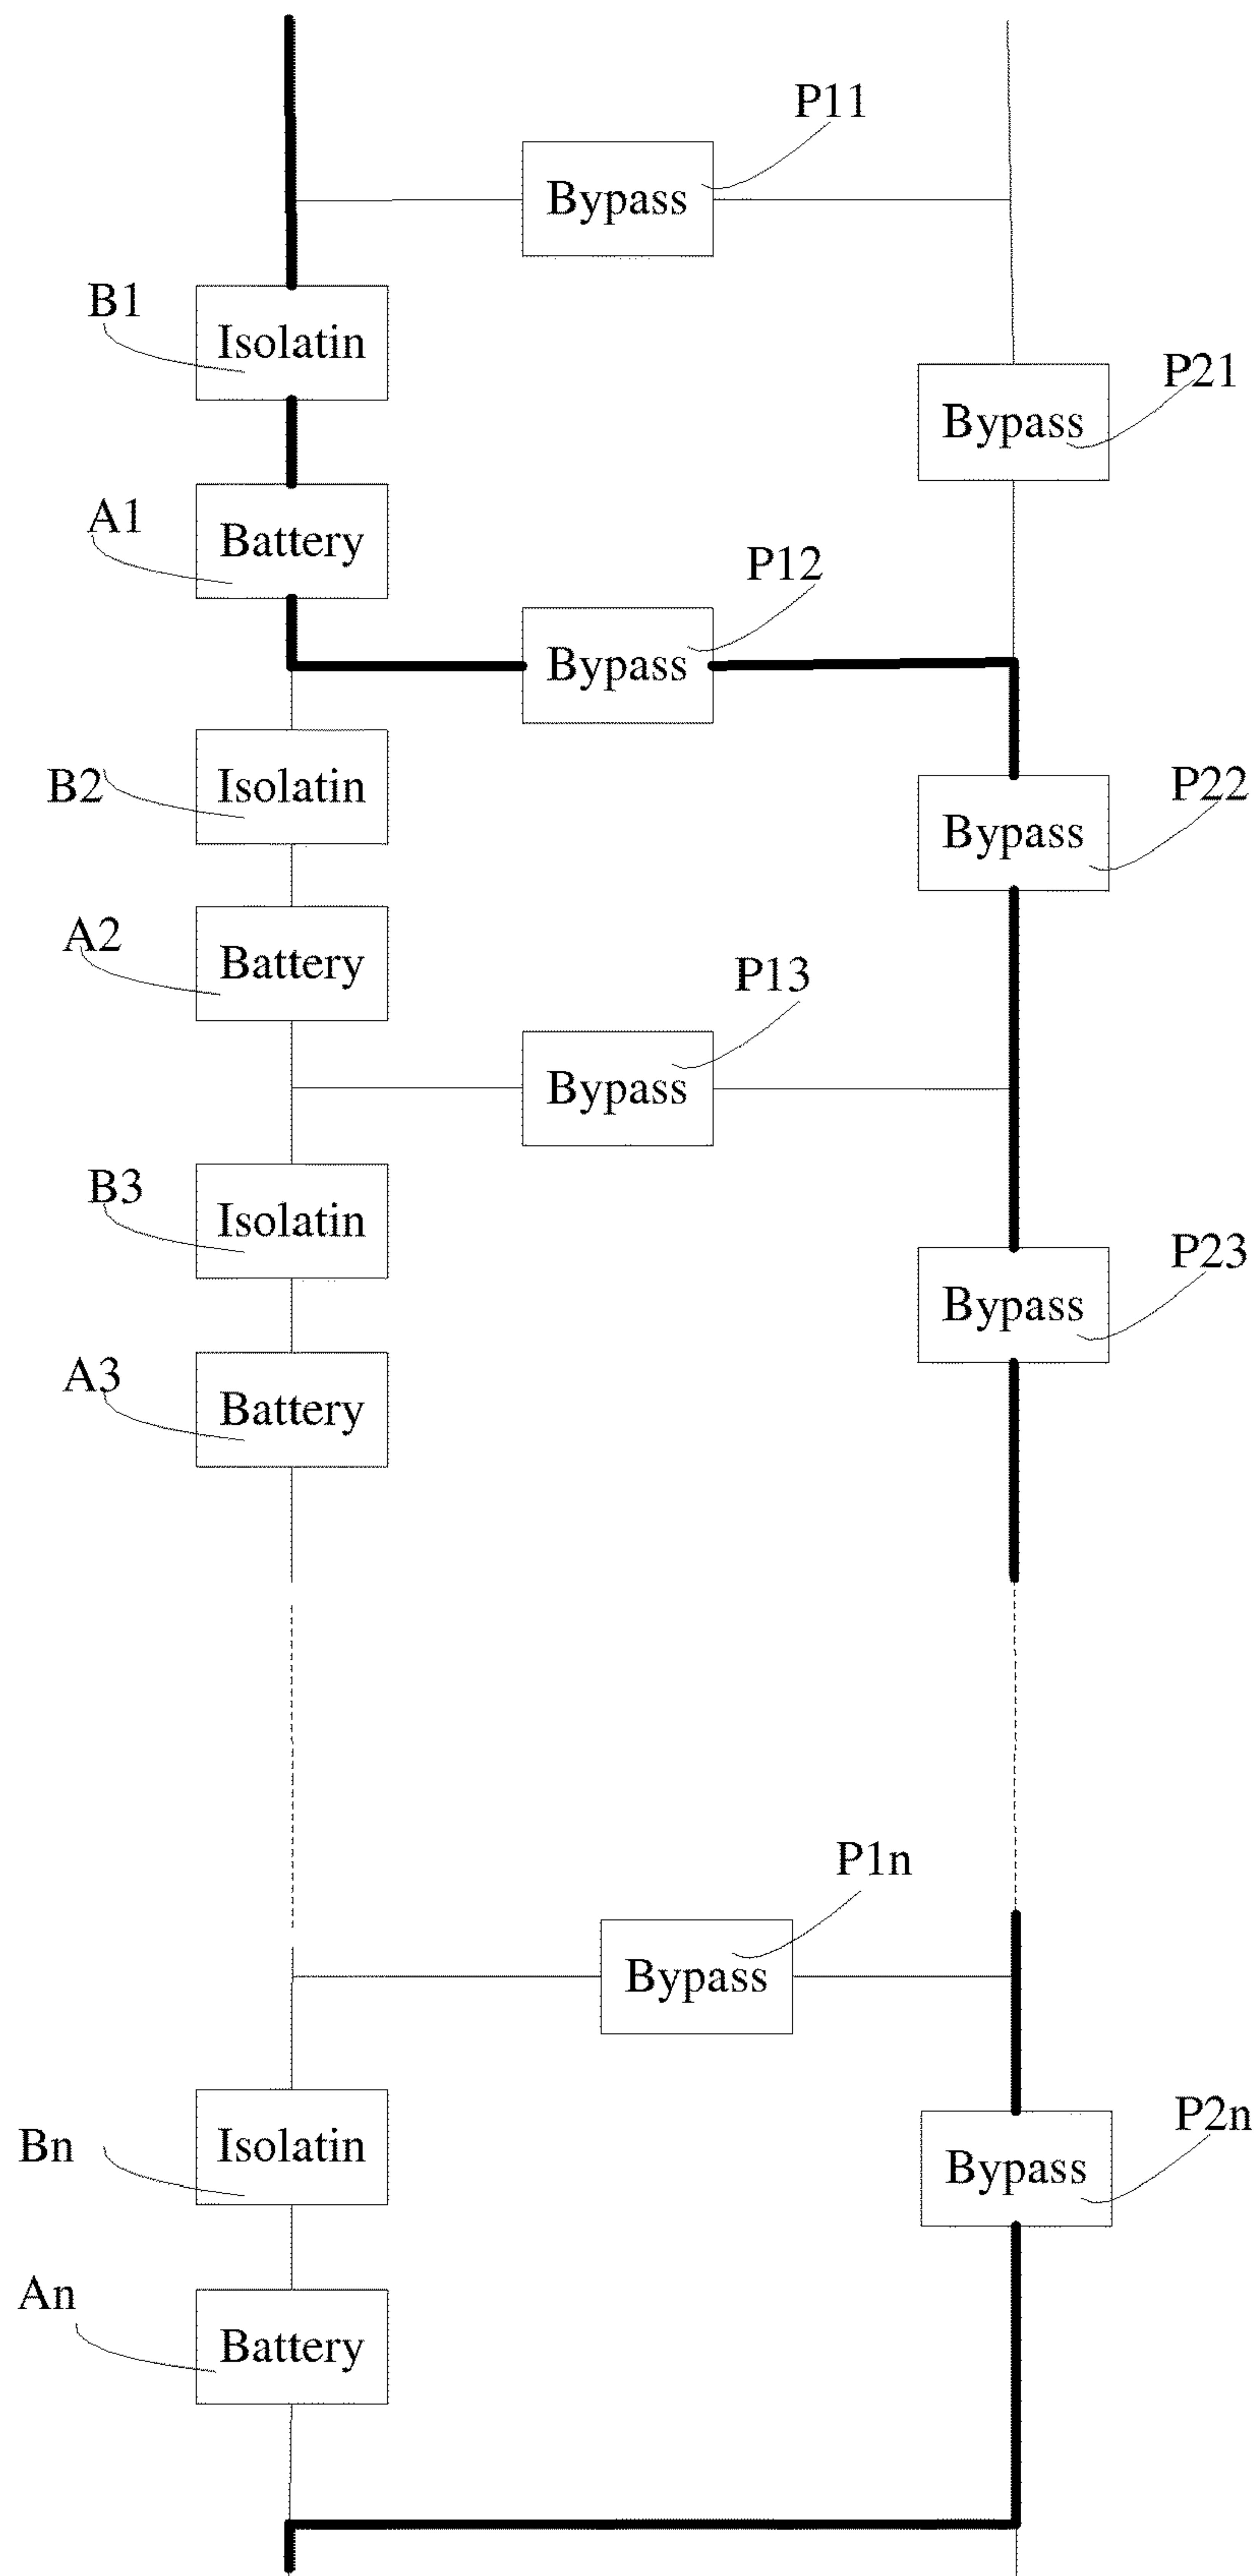 P11
Bypass
B1
Isolatin
P21
Bypass
A1
Battery
P12
Bypass
B2
Isolatin
P22
Bypass
A2
Battery
P13
Bypass
B3
Isolatin
P23
Bypass
A3
Battery
P1n
Bypass
Bn
Isolatin
P2n
Bypass
An
Battery